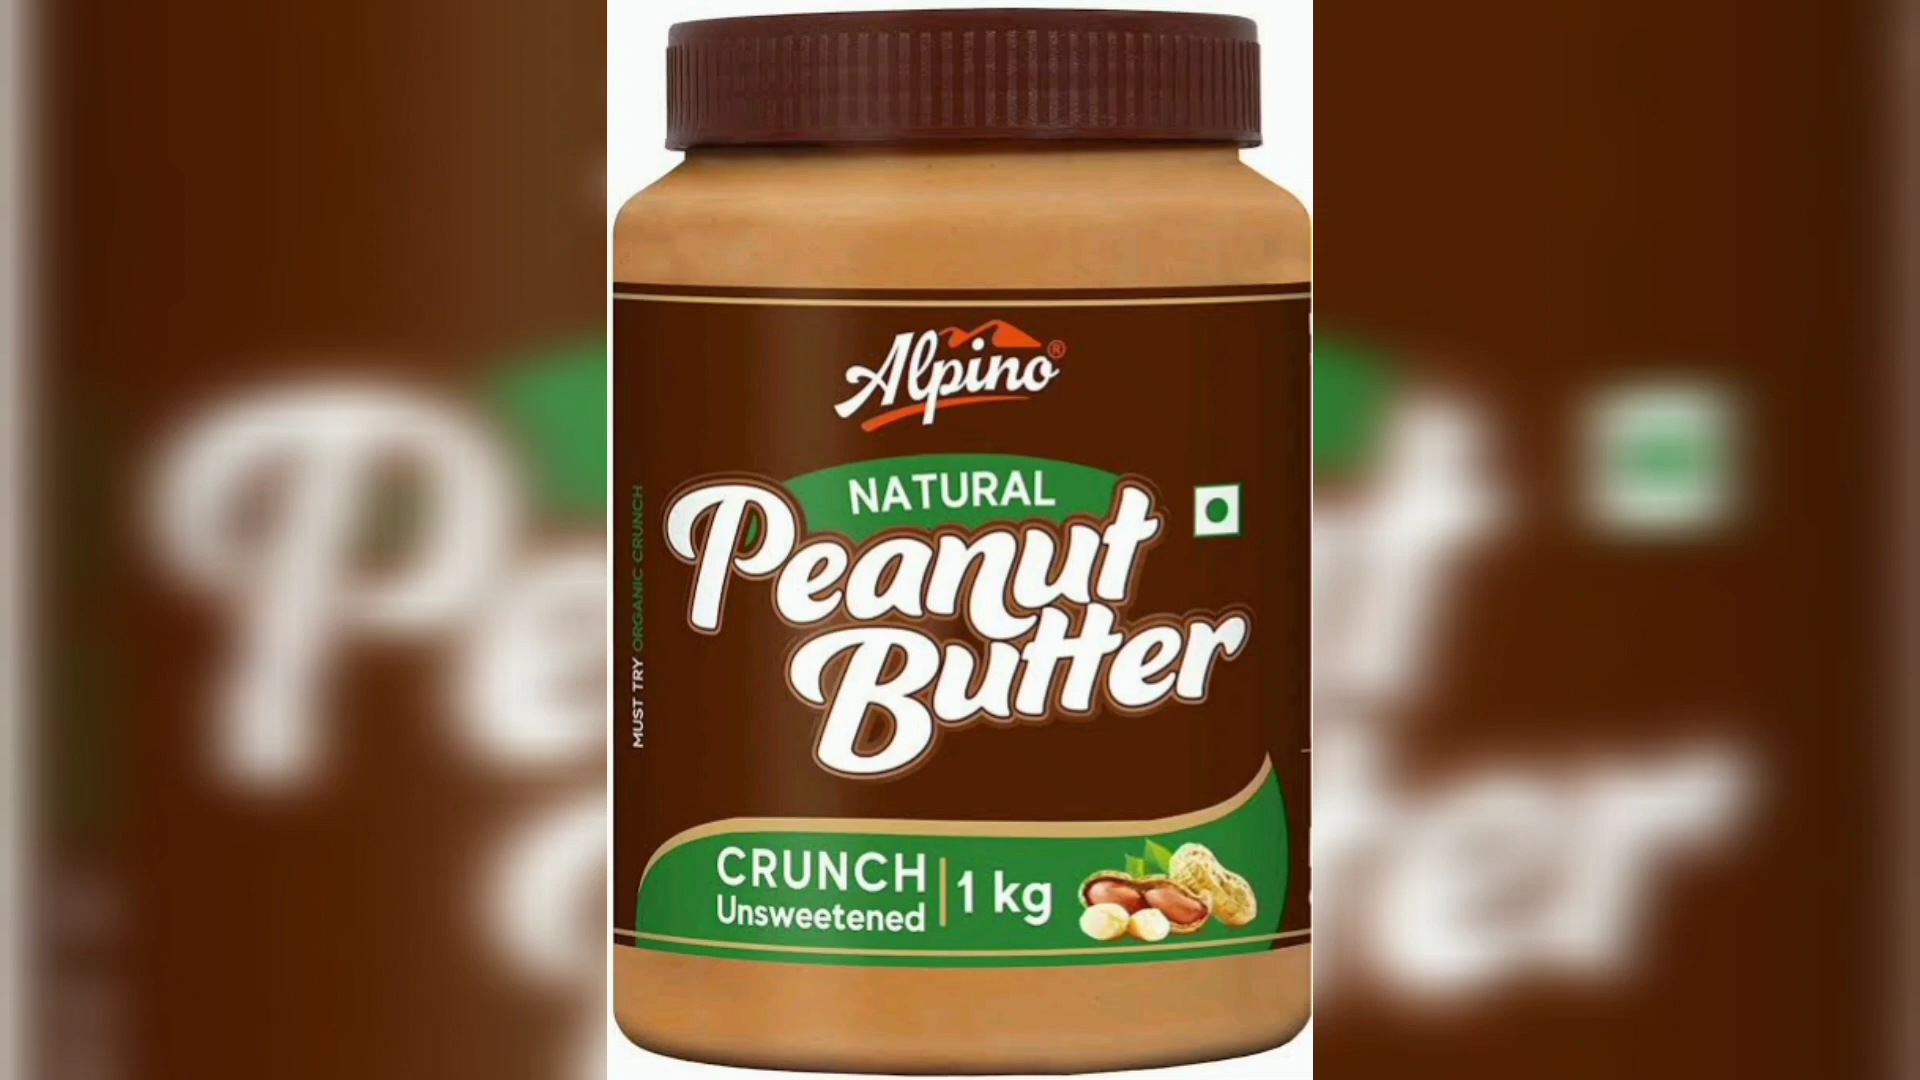 Alpino®
NATURAL
Peanut
Butter
MUST TRY ORGANIC CRUNCH
CRUNCH
Unsweetened
1 kg